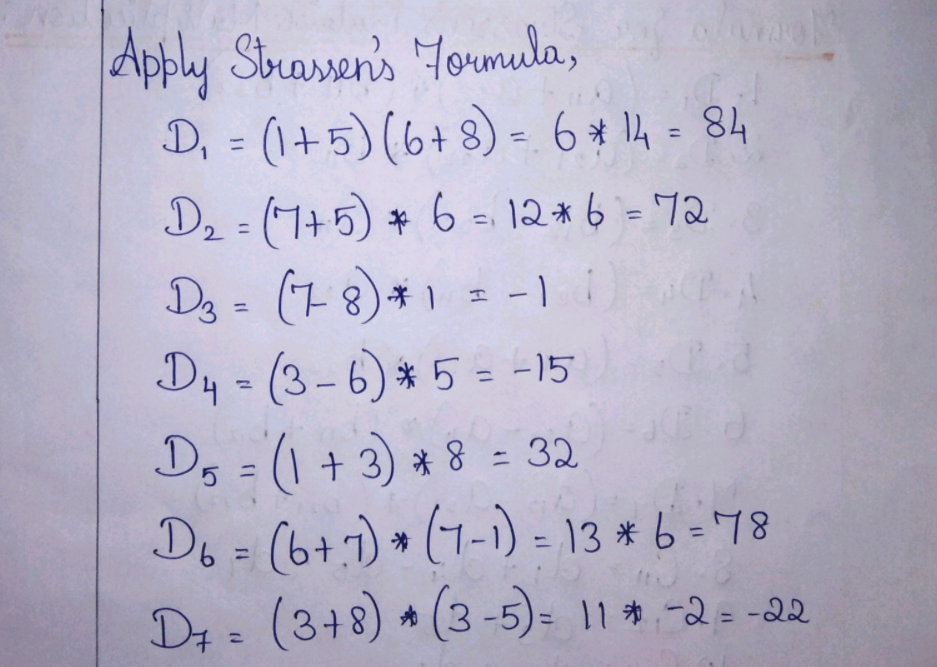 Apply Strassen's Formula,
D₁ = (1+5)(6+8) = 6 * 14 = 84
D₂ = (7+5) * 6 = 12 * 6 = 72
D₃ = (7-8) * 1 = -1
D₄ = (3-6) * 5 = -15
D₅ = (1+3) * 8 = 32
D₆ = (6+7) * (7-1) = 13 * 6 = 78
D₇ = (3+8) * (3-5) = 11 * -2 = -22